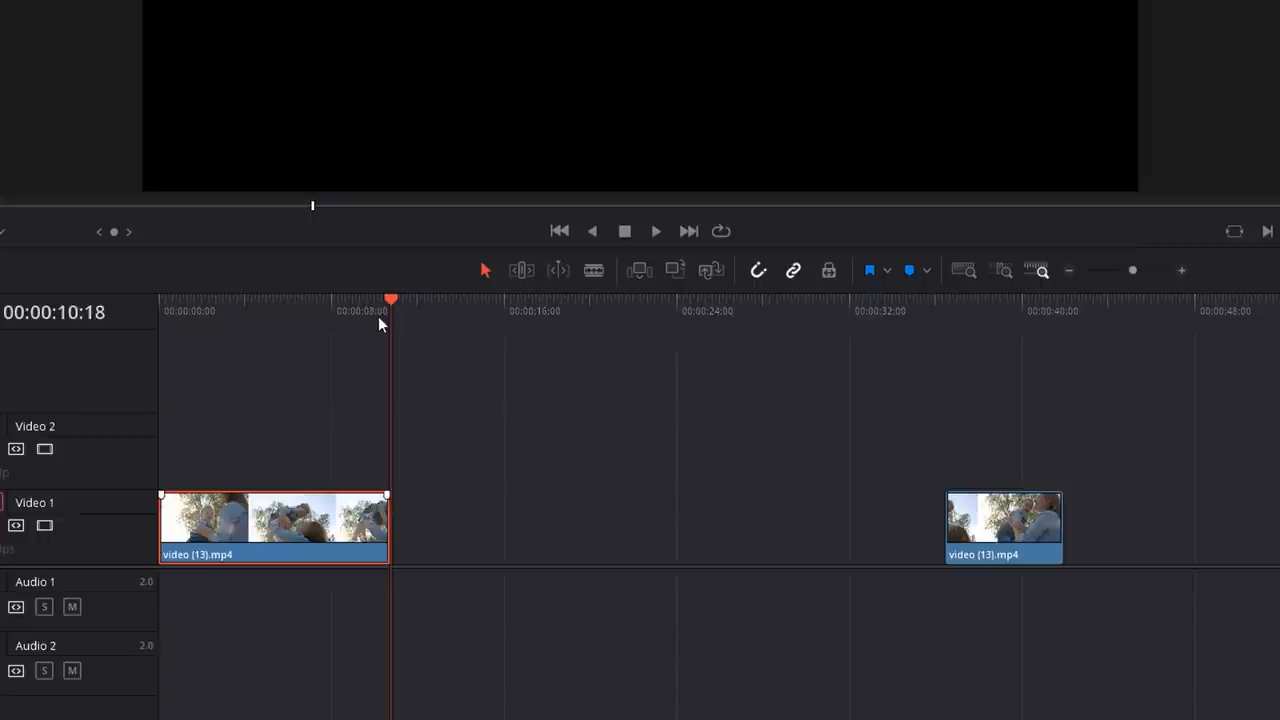 00:00:10:18
00:00:00:00
00:00:08:00
00:00:16:00
00:00:24:00
00:00:32:00
00:00:40:00
00:00:48:00
Video 2
Video 1
video (13).mp4
video (13).mp4
Audio 1
2.0
S
M
Audio 2
2.0
S
M